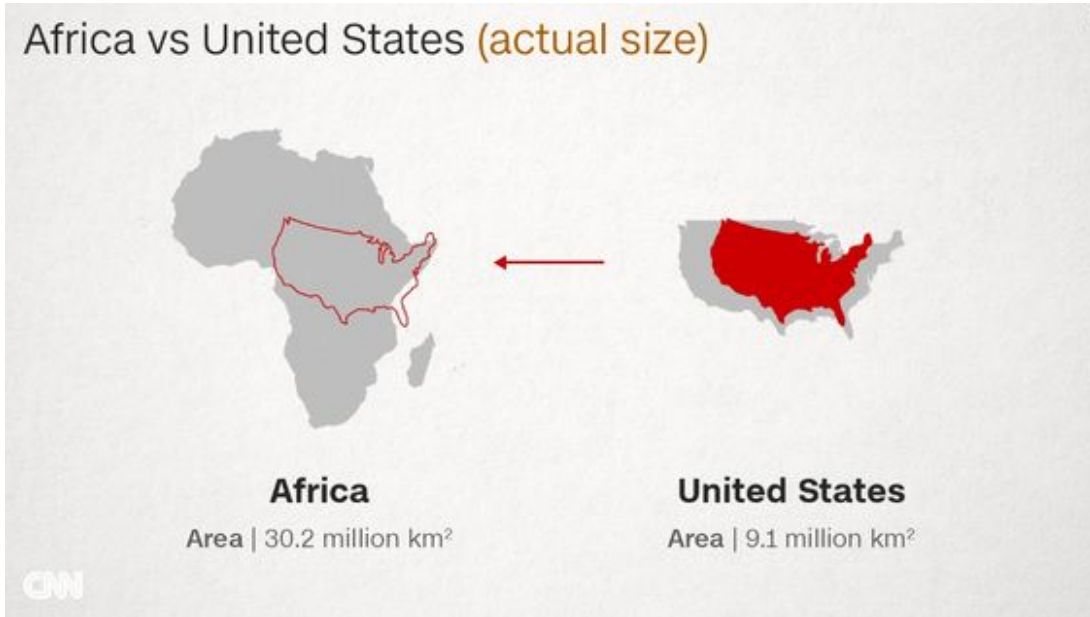 Africa vs United States (actual size)
Africa
Area | 30.2 million km²
United States
Area | 9.1 million km²
CNN